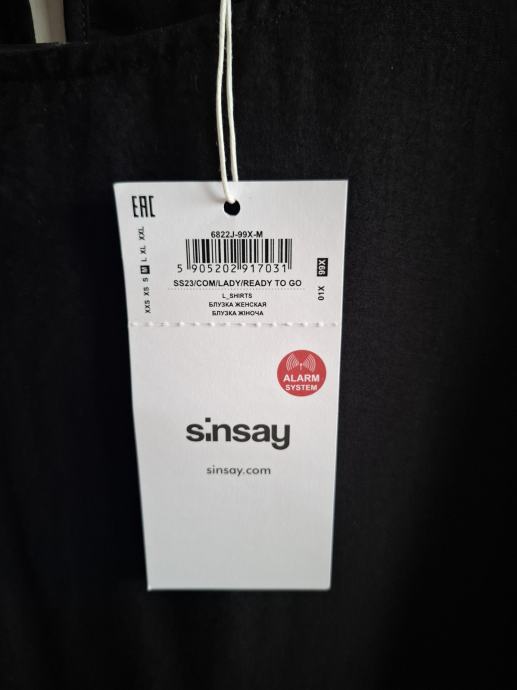 EAC
6822J-99X-M
5 905202 917031
SS23/COM/LADY/READY TO GO
L_SHIRTS
БЛУЗКА ЖЕНСКАЯ
БЛУЗКА ЖІНОЧА
XXS XS S M L XL XXL
01X 99X
ALARM
SYSTEM
sinsay
sinsay.com